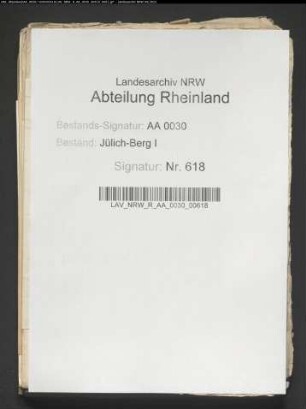 Landesarchiv NRW
Abteilung Rheinland
Bestands-Signatur: AA 0030
Bestand: Jülich-Berg I
Signatur: Nr. 618
LAV_NRW_R_AA_0030_00618